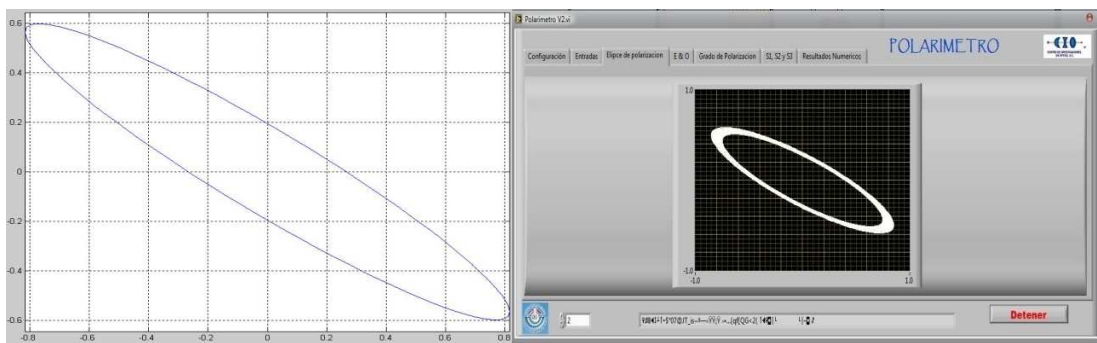 0.6
0.4
0.2
0
-0.2
-0.4
-0.6
-0.8 -0.6 -0.4 -0.2 0 0.2 0.4 0.6 0.8
Polarimetro V2.vi
POLARIMETRO
CIO
Configuración Entradas Elipce de polarizacion E & O Grado de Polarizacion S1, S2 y S3 Resultados Numericos
1.0
-1.0
-1.0 1.0
2
Detener